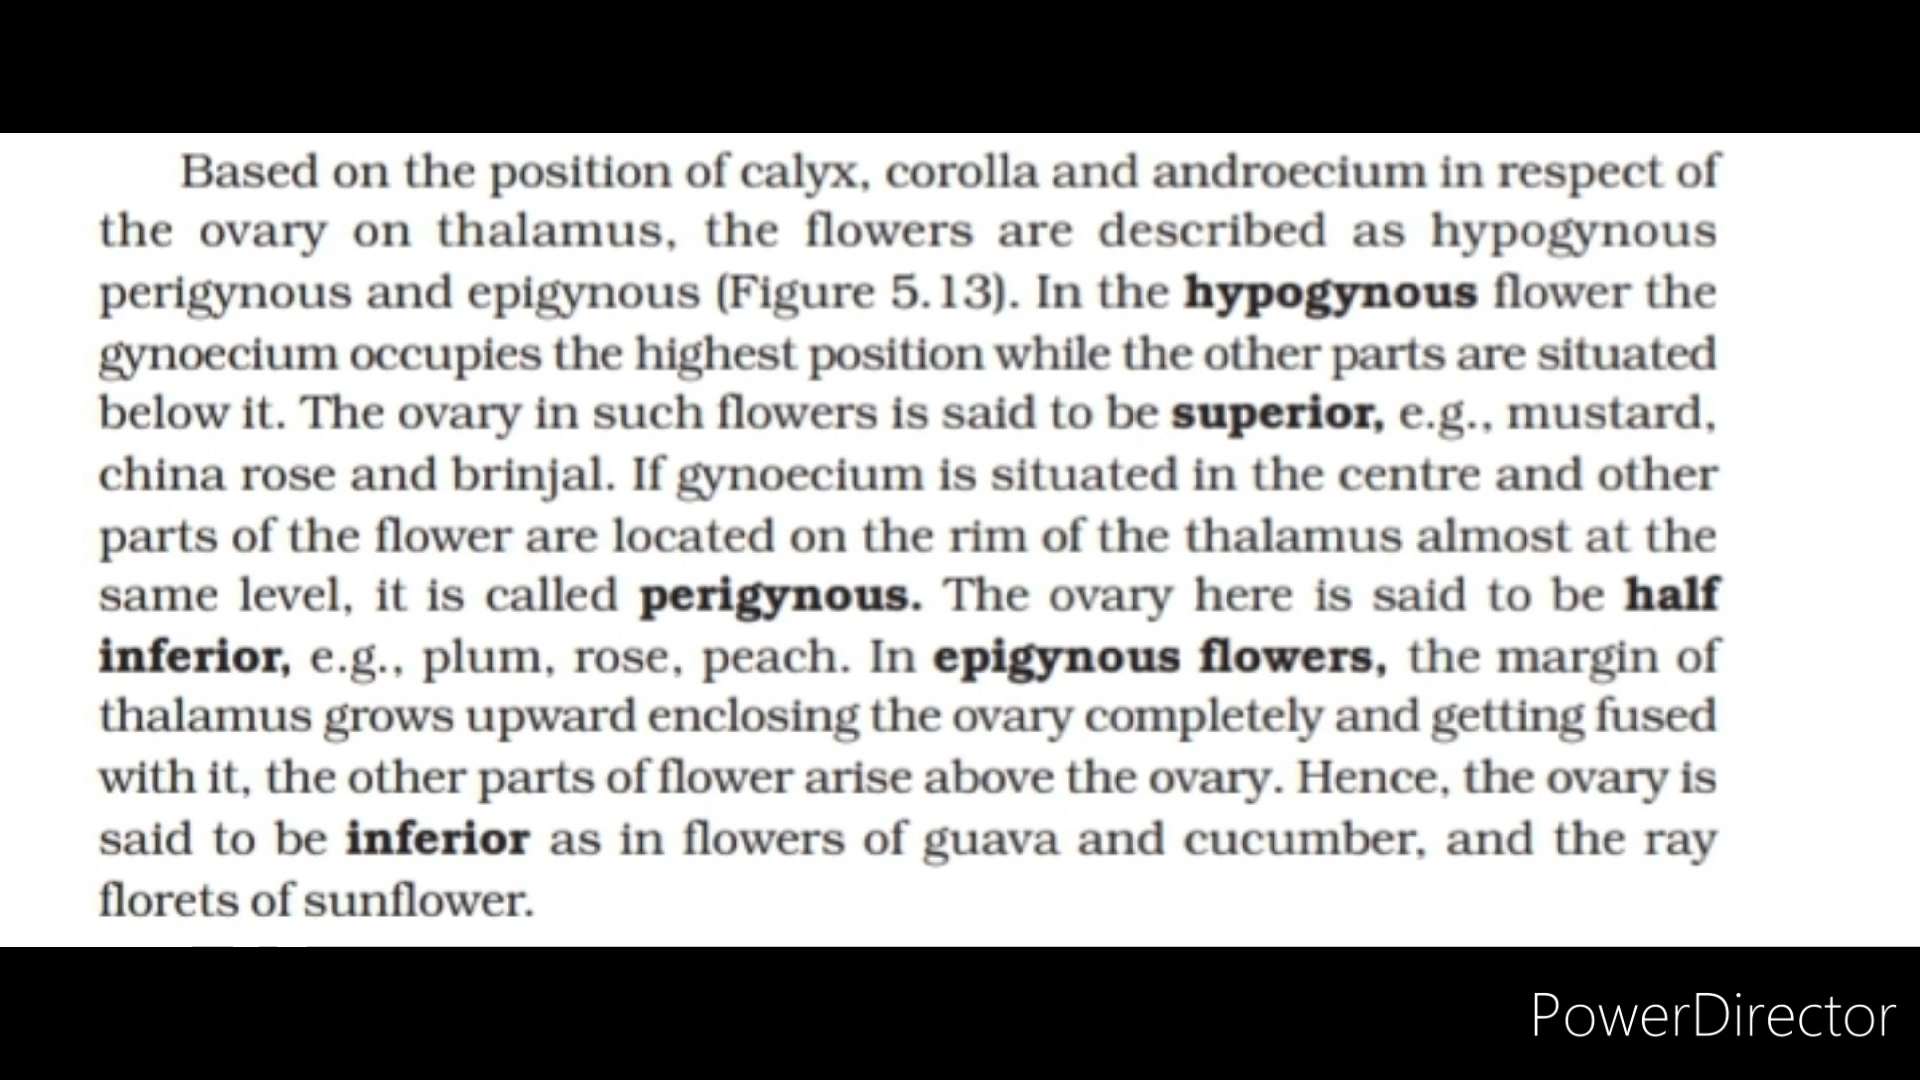 Based on the position of calyx, corolla and androecium in respect of
the ovary on thalamus, the flowers are described as hypogynous
perigynous and epigynous (Figure 5.13). In the hypogynous flower the
gynoecium occupies the highest position while the other parts are situated
below it. The ovary in such flowers is said to be superior, e.g., mustard,
china rose and brinjal. If gynoecium is situated in the centre and other
parts of the flower are located on the rim of the thalamus almost at the
same level, it is called perigynous. The ovary here is said to be half
inferior, e.g., plum, rose, peach. In epigynous flowers, the margin of
thalamus grows upward enclosing the ovary completely and getting fused
with it, the other parts of flower arise above the ovary. Hence, the ovary is
said to be inferior as in flowers of guava and cucumber, and the ray
florets of sunflower.
PowerDirector